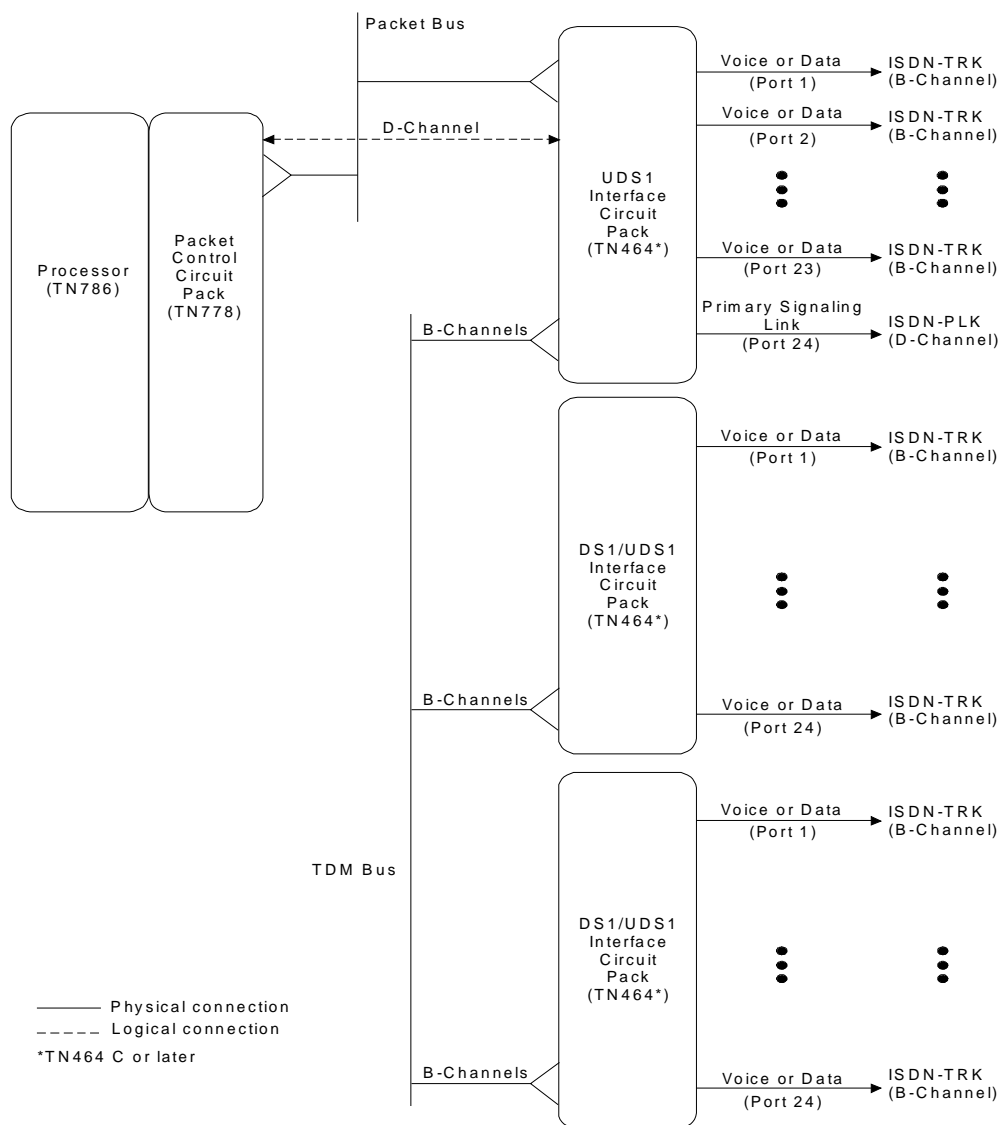 Packet Bus
Voice or Data
(Port 1)
ISDN-TRK
(B-Channel)
D-Channel
Voice or Data
(Port 2)
ISDN-TRK
(B-Channel)
UDS1
Interface
Circuit
Pack
(TN464*)
Processor
(TN786)
Packet
Control
Circuit
Pack
(TN778)
Voice or Data
(Port 23)
ISDN-TRK
(B-Channel)
B-Channels
Primary Signaling
Link
(Port 24)
ISDN-PLK
(D-Channel)
Voice or Data
(Port 1)
ISDN-TRK
(B-Channel)
DS1/UDS1
Interface
Circuit
Pack
(TN464*)
B-Channels
Voice or Data
(Port 24)
ISDN-TRK
(B-Channel)
Voice or Data
(Port 1)
ISDN-TRK
(B-Channel)
TDM Bus
DS1/UDS1
Interface
Circuit
Pack
(TN464*)
Physical connection
Logical connection
*TN464 C or later
B-Channels
Voice or Data
(Port 24)
ISDN-TRK
(B-Channel)